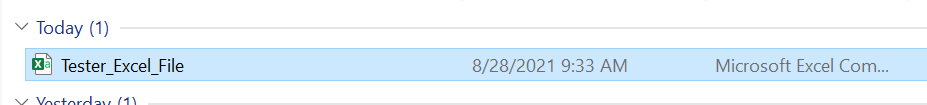 Today (1)
Tester_Excel_File 8/28/2021 9:33 AM Microsoft Excel Com...
Yesterday (1)